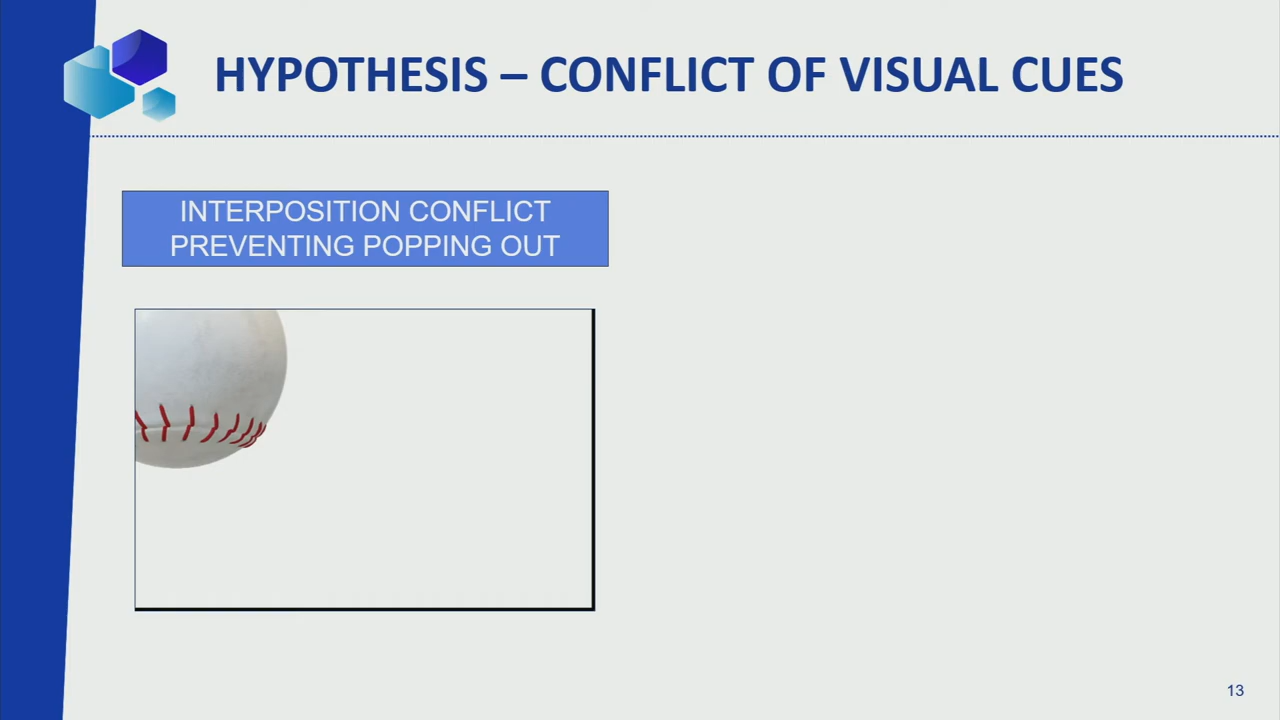 HYPOTHESIS – CONFLICT OF VISUAL CUES
INTERPOSITION CONFLICT
PREVENTING POPPING OUT
13